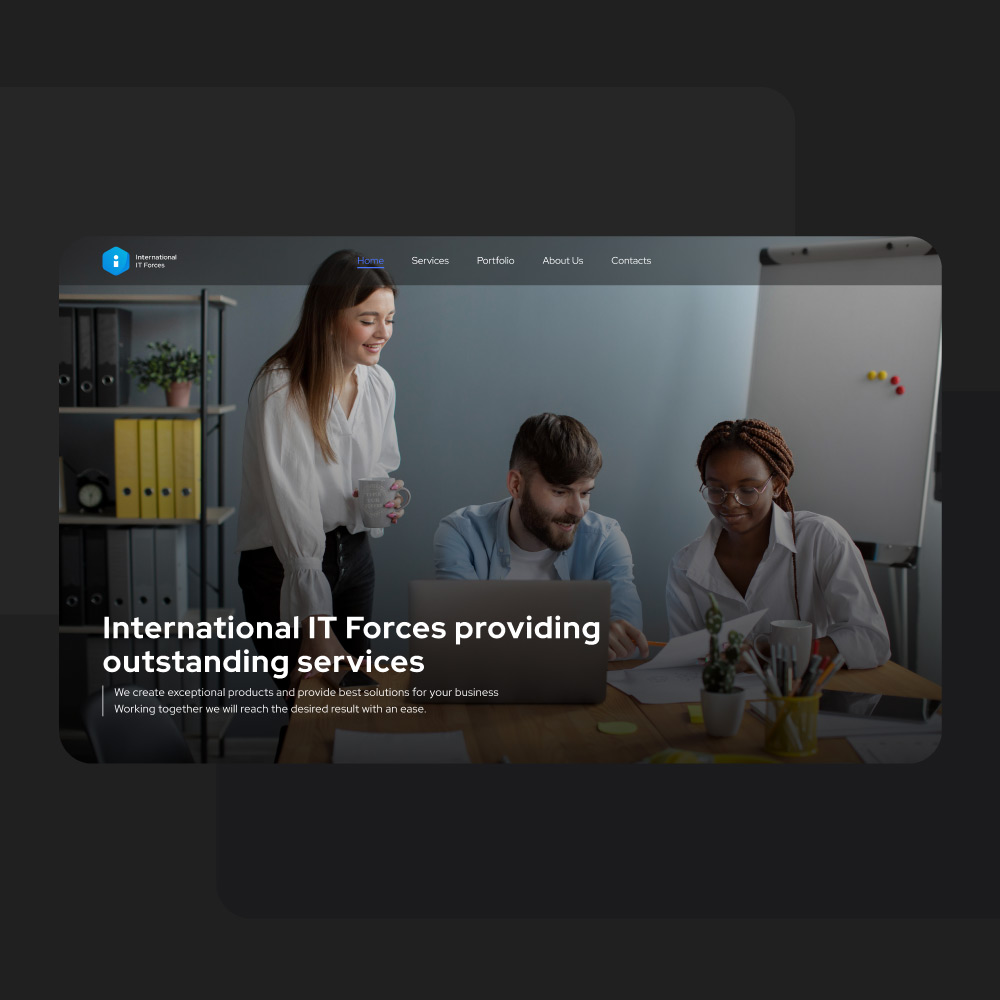 International
IT Forces
Home
Services
Portfolio
About Us
Contacts
International IT Forces providing
outstanding services
We create exceptional products and provide best solutions for your business
Working together we will reach the desired result with an ease.